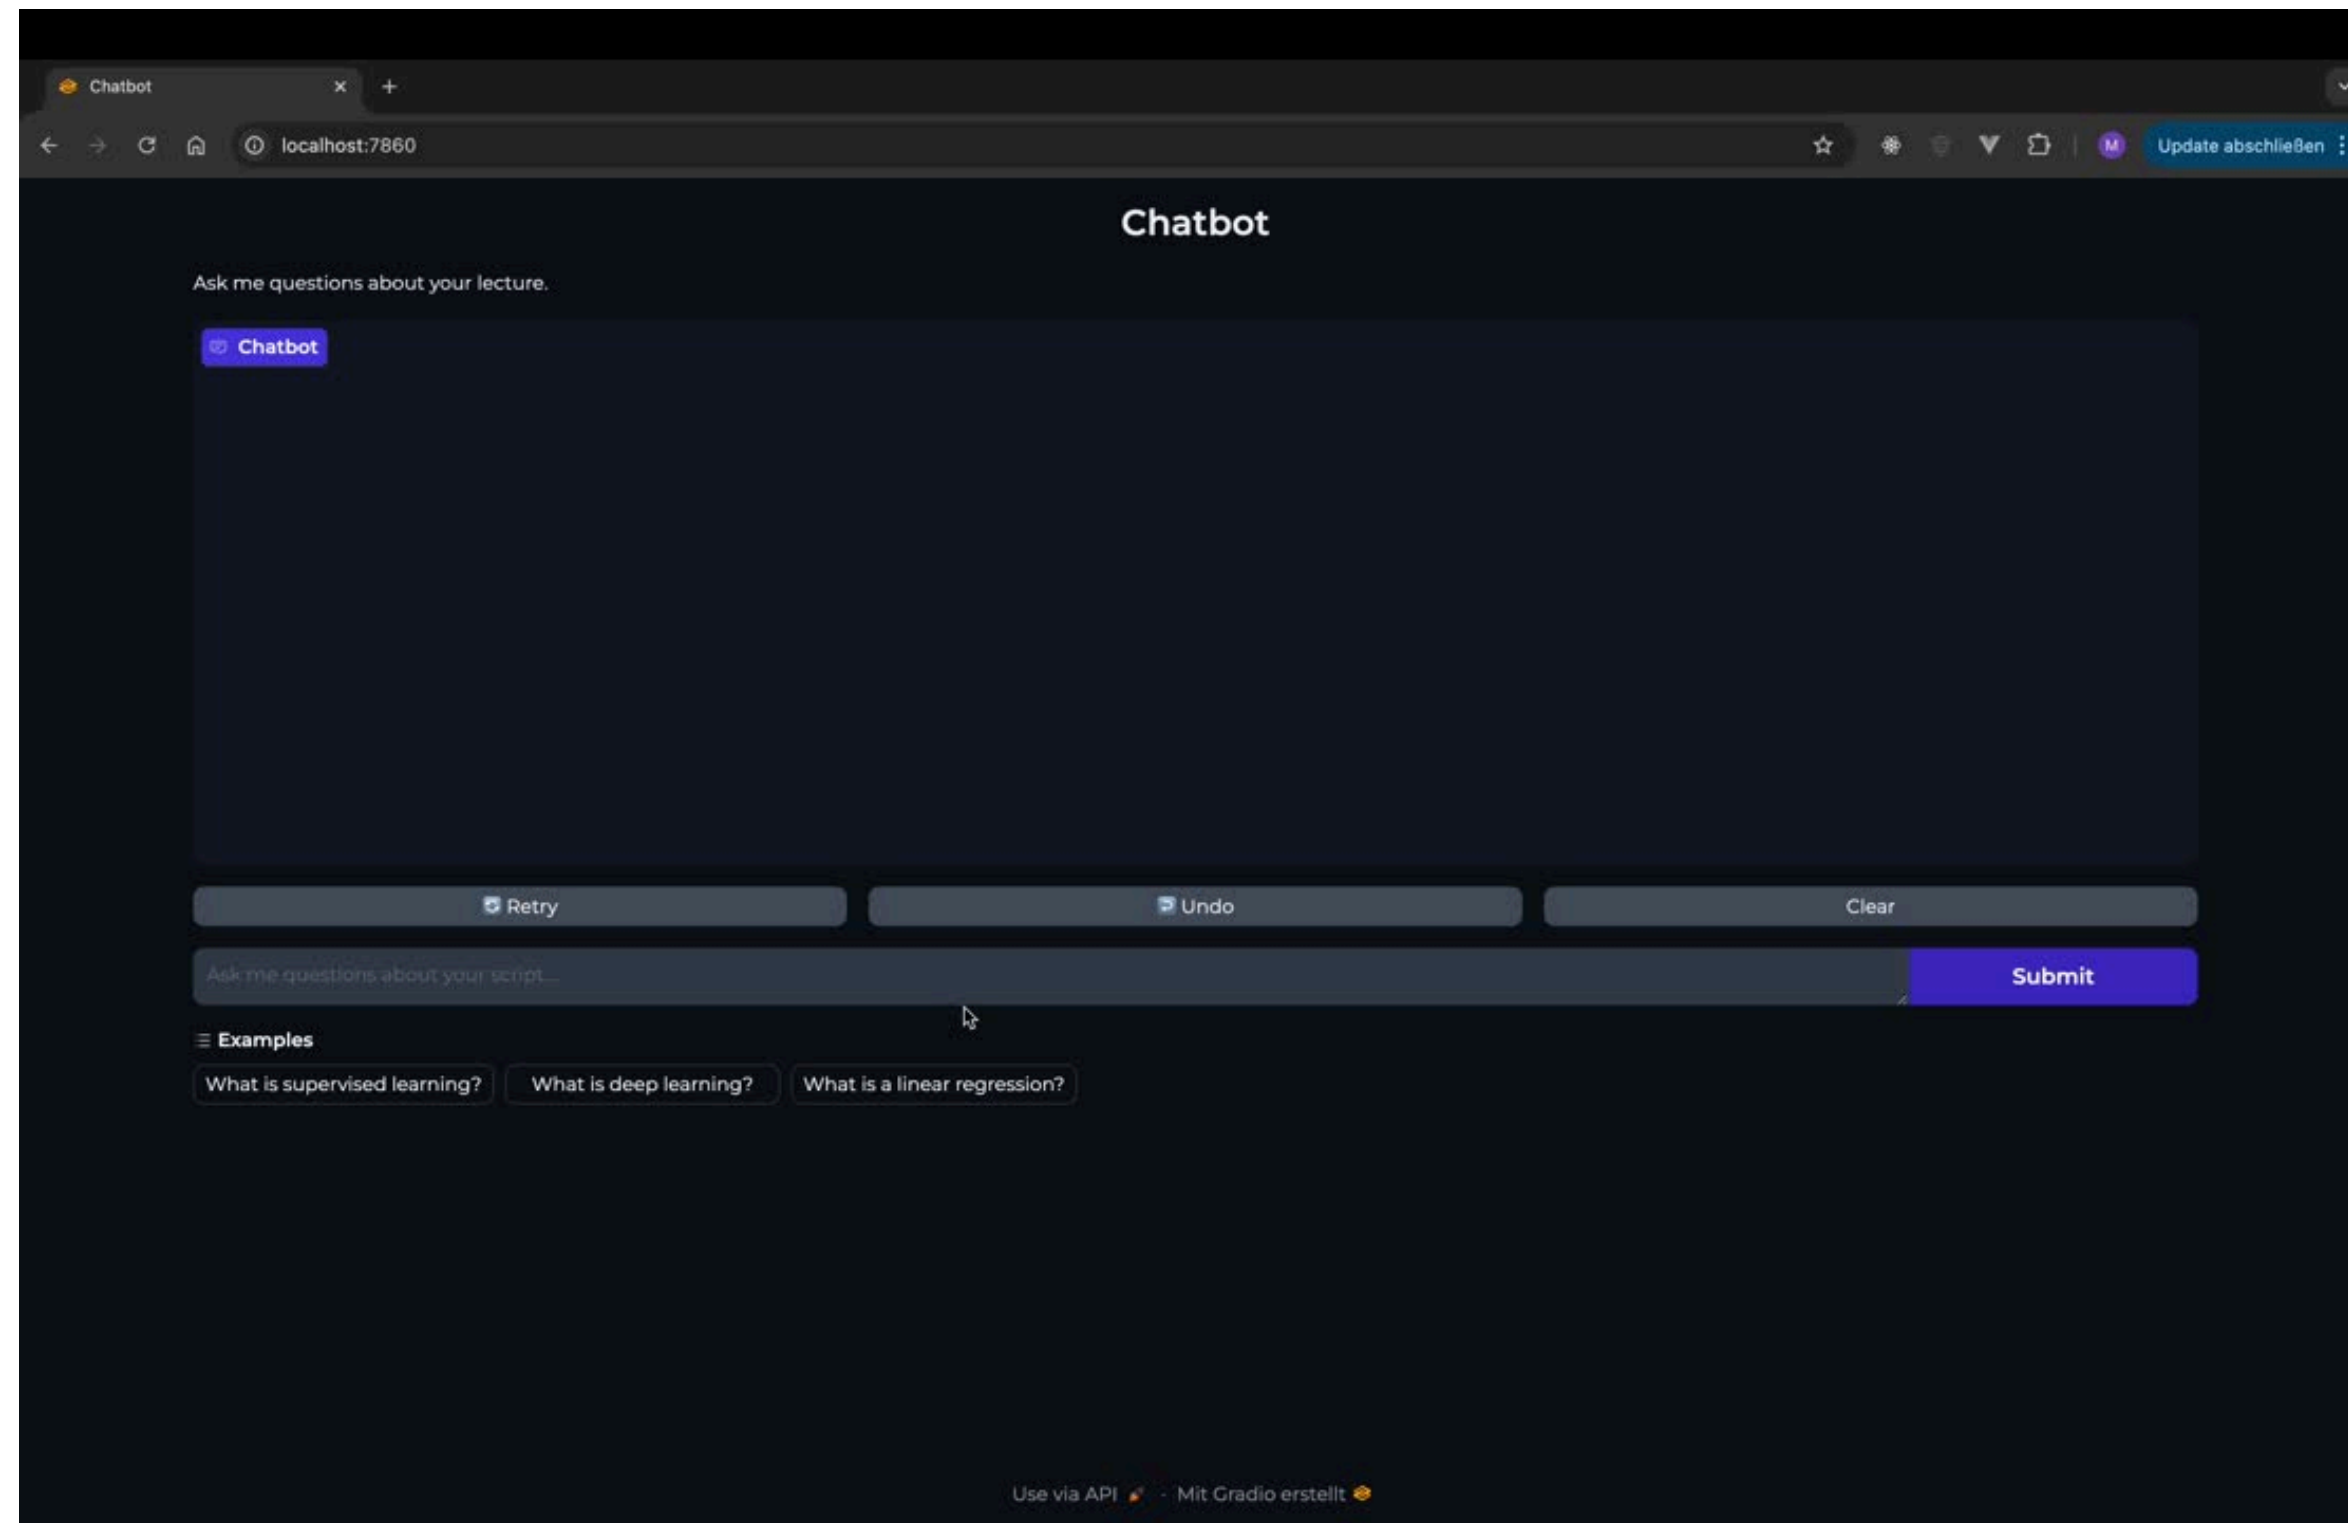 Chatbot
localhost:7860
M
Update abschließen
Chatbot
Ask me questions about your lecture.
Chatbot
Retry
Undo
Clear
Ask me questions about your script...
Submit
Examples
What is supervised learning?
What is deep learning?
What is a linear regression?
Use via API · Mit Gradio erstellt